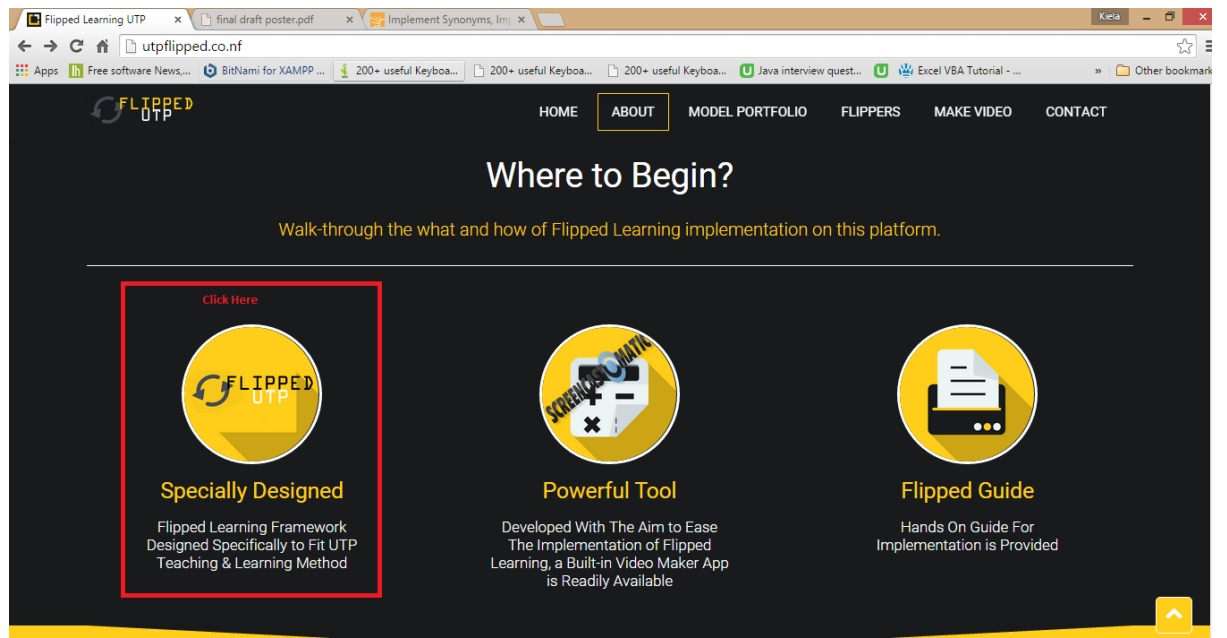 Flipped Learning UTP
final draft poster.pdf
Implement Synonyms, Im
Kiela
utpflipped.co.nf
Apps
Free software News,...
BitNami for XAMPP ...
200+ useful Keyboa...
200+ useful Keyboa...
200+ useful Keyboa...
Java interview quest...
Excel VBA Tutorial - ...
»
Other bookmark
FLIPPED
UTP
HOME
ABOUT
MODEL PORTFOLIO
FLIPPERS
MAKE VIDEO
CONTACT
Where to Begin?
Walk-through the what and how of Flipped Learning implementation on this platform.
Click Here
FLIPPED
UTP
SCREENCAST-O-MATIC
Specially Designed
Powerful Tool
Flipped Guide
Flipped Learning Framework
Designed Specifically to Fit UTP
Teaching & Learning Method
Developed With The Aim to Ease
The Implementation of Flipped
Learning, a Built-in Video Maker App
is Readily Available
Hands On Guide For
Implementation is Provided